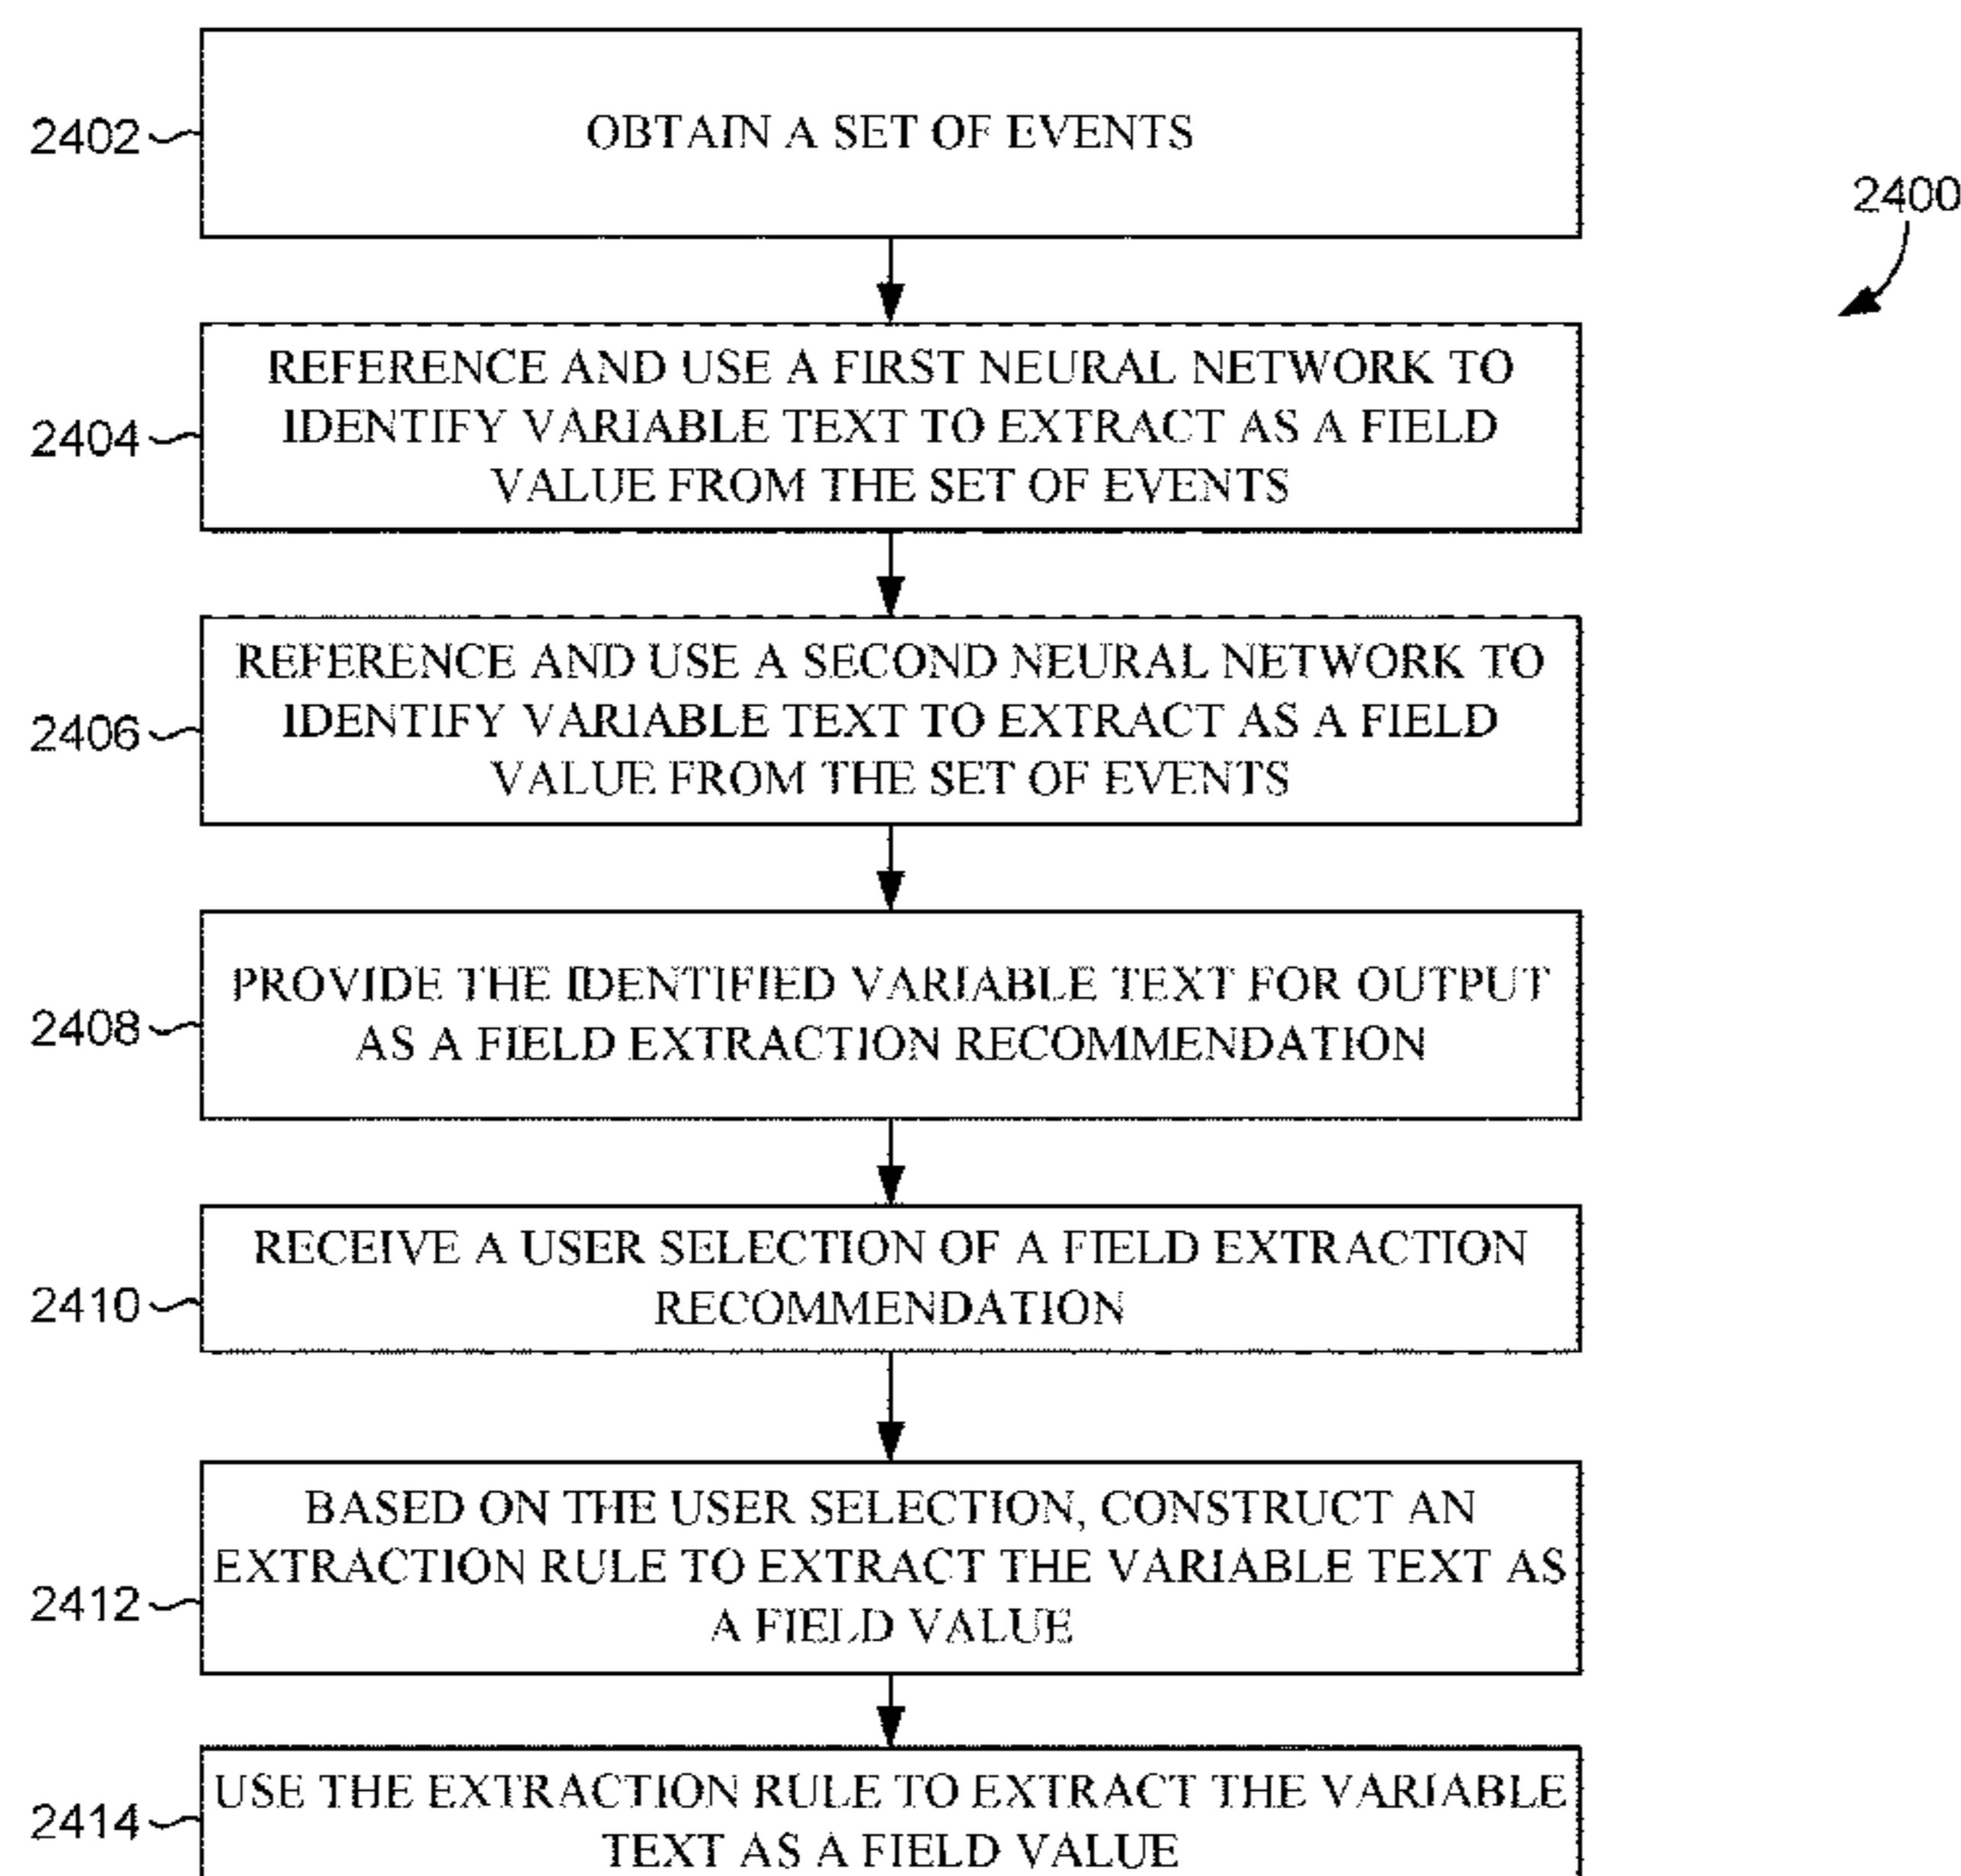 OBTAIN A SET OF EVENTS
2402
2400
REFERENCE AND USE A FIRST NEURAL NETWORK TO
IDENTIFY VARIABLE TEXT TO EXTRACT AS A FIELD
VALUE FROM THE SET OF EVENTS
2404
REFERENCE AND USE A SECOND NEURAL NETWORK TO
IDENTIFY VARIABLE TEXT TO EXTRACT AS A FIELD
VALUE FROM THE SET OF EVENTS
2406
PROVIDE THE IDENTIFIED VARIABLE TEXT FOR OUTPUT
AS A FIELD EXTRACTION RECOMMENDATION
2408
RECEIVE A USER SELECTION OF A FIELD EXTRACTION
RECOMMENDATION
2410
BASED ON THE USER SELECTION, CONSTRUCT AN
EXTRACTION RULE TO EXTRACT THE VARIABLE TEXT AS
A FIELD VALUE
2412
USE THE EXTRACTION RULE TO EXTRACT THE VARIABLE
TEXT AS A FIELD VALUE
2414